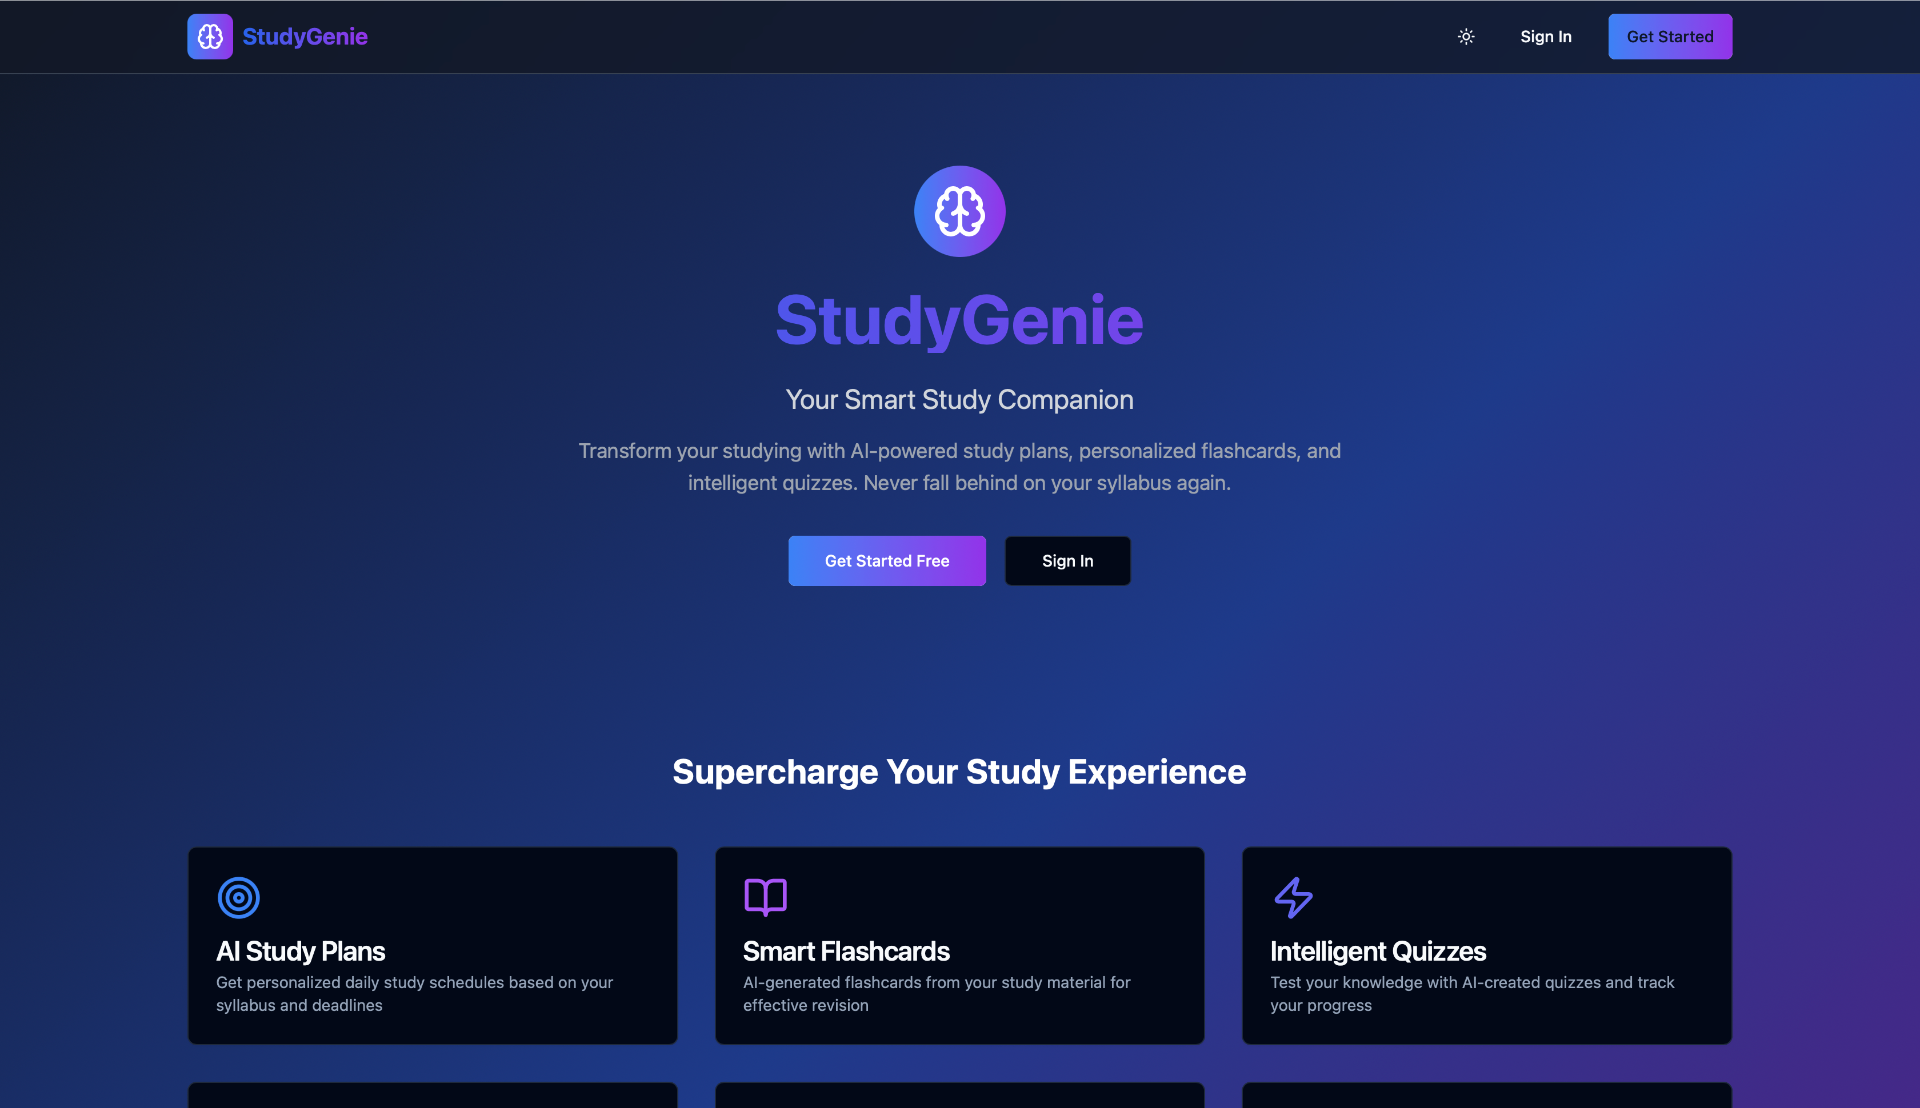 StudyGenie
Sign In
Get Started
StudyGenie
Your Smart Study Companion
Transform your studying with AI-powered study plans, personalized flashcards, and
intelligent quizzes. Never fall behind on your syllabus again.
Get Started Free
Sign In
Supercharge Your Study Experience
AI Study Plans
Get personalized daily study schedules based on your
syllabus and deadlines
Smart Flashcards
AI-generated flashcards from your study material for
effective revision
Intelligent Quizzes
Test your knowledge with AI-created quizzes and track
your progress